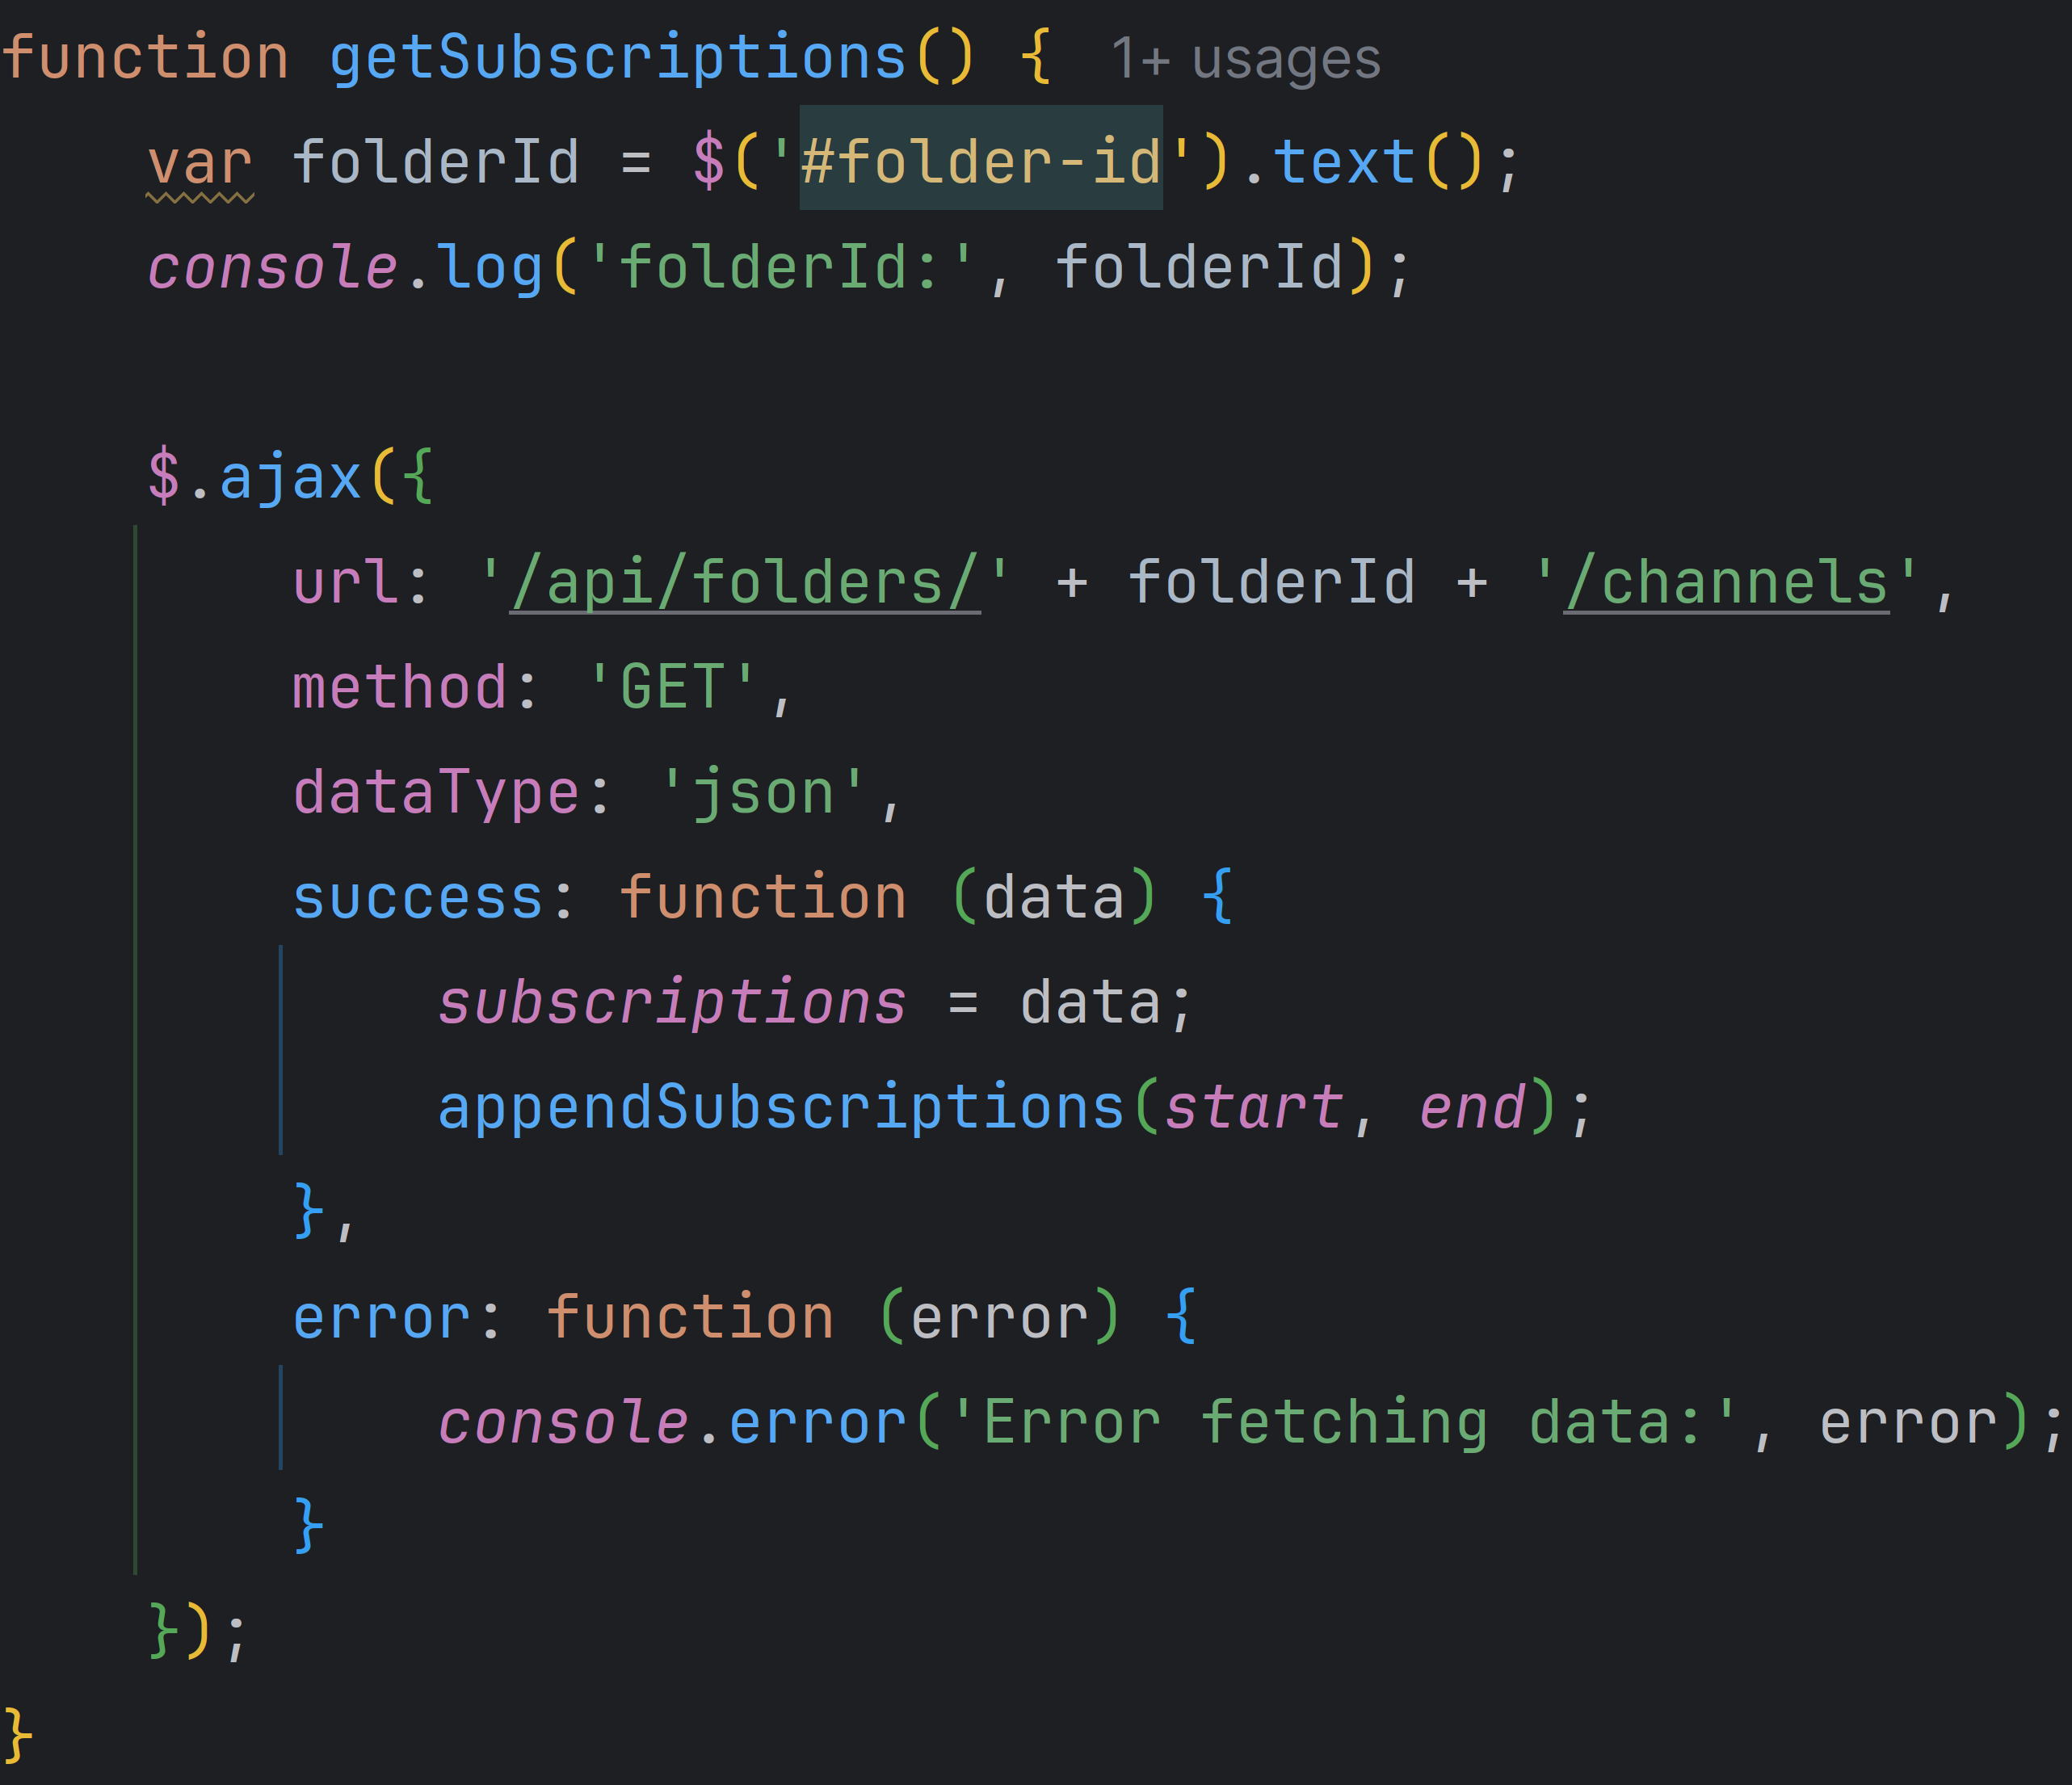 function getSubscriptions() { 1+ usages
    var folderId = $('#folder-id').text();
    console.log('folderId:', folderId);

    $.ajax({
        url: '/api/folders/' + folderId + '/channels',
        method: 'GET',
        dataType: 'json',
        success: function (data) {
            subscriptions = data;
            appendSubscriptions(start, end);
        },
        error: function (error) {
            console.error('Error fetching data:', error);
        }
    });
}